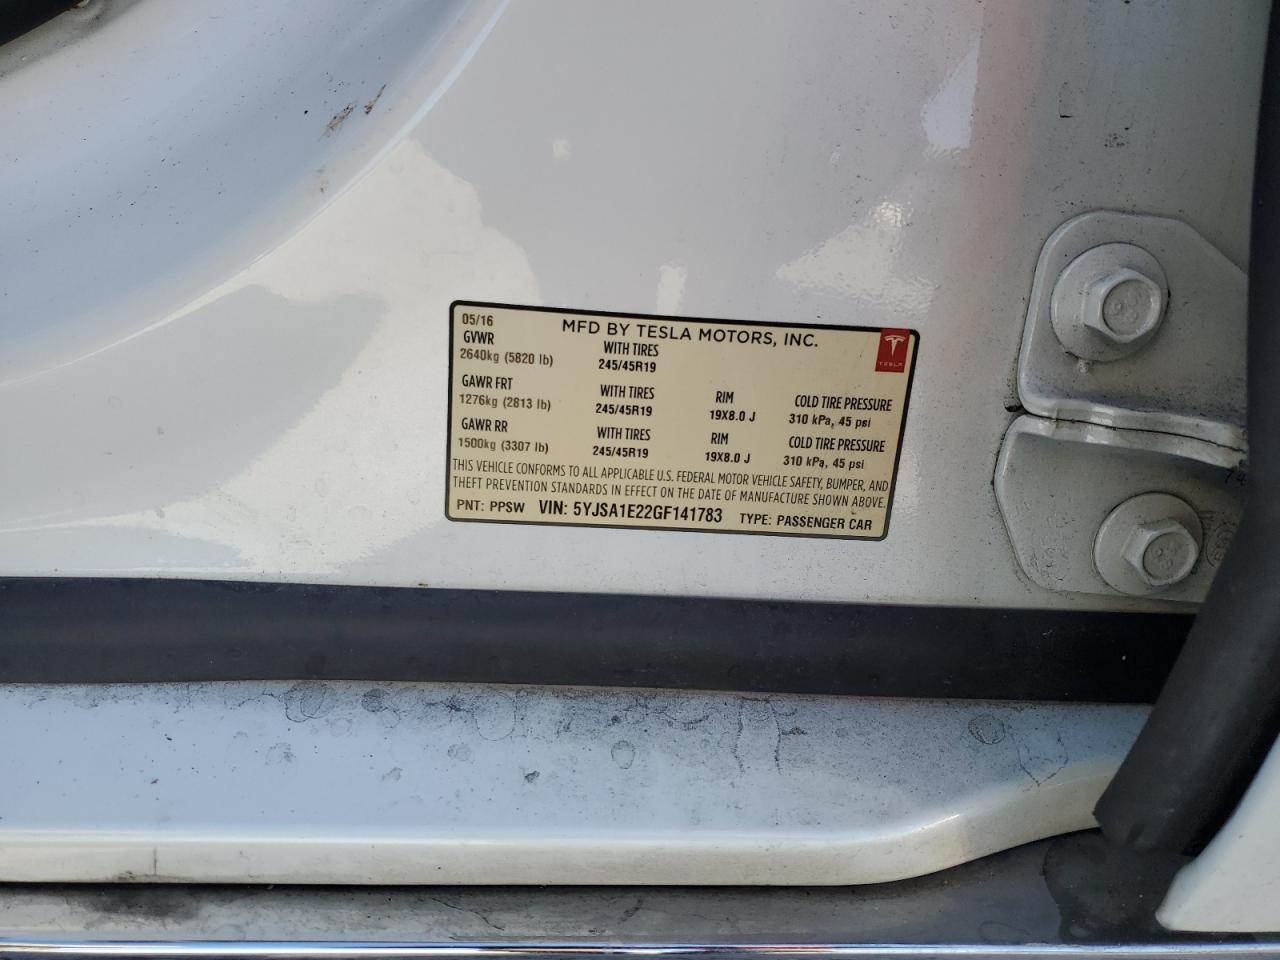 05/16 MFD BY TESLA MOTORS, INC.
TESLA
GVWR WITH TIRES
2640kg (5820 lb) 245/45R19
GAWR FRT WITH TIRES RIM COLD TIRE PRESSURE
1276kg (2813 lb) 245/45R19 19X8.0 J 310 kPa, 45 psi
GAWR RR WITH TIRES RIM COLD TIRE PRESSURE
1500kg (3307 lb) 245/45R19 19X8.0 J 310 kPa, 45 psi
THIS VEHICLE CONFORMS TO ALL APPLICABLE U.S. FEDERAL MOTOR VEHICLE SAFETY, BUMPER, AND
THEFT PREVENTION STANDARDS IN EFFECT ON THE DATE OF MANUFACTURE SHOWN ABOVE.
PNT: PPSW VIN: 5YJSA1E22GF141783 TYPE: PASSENGER CAR